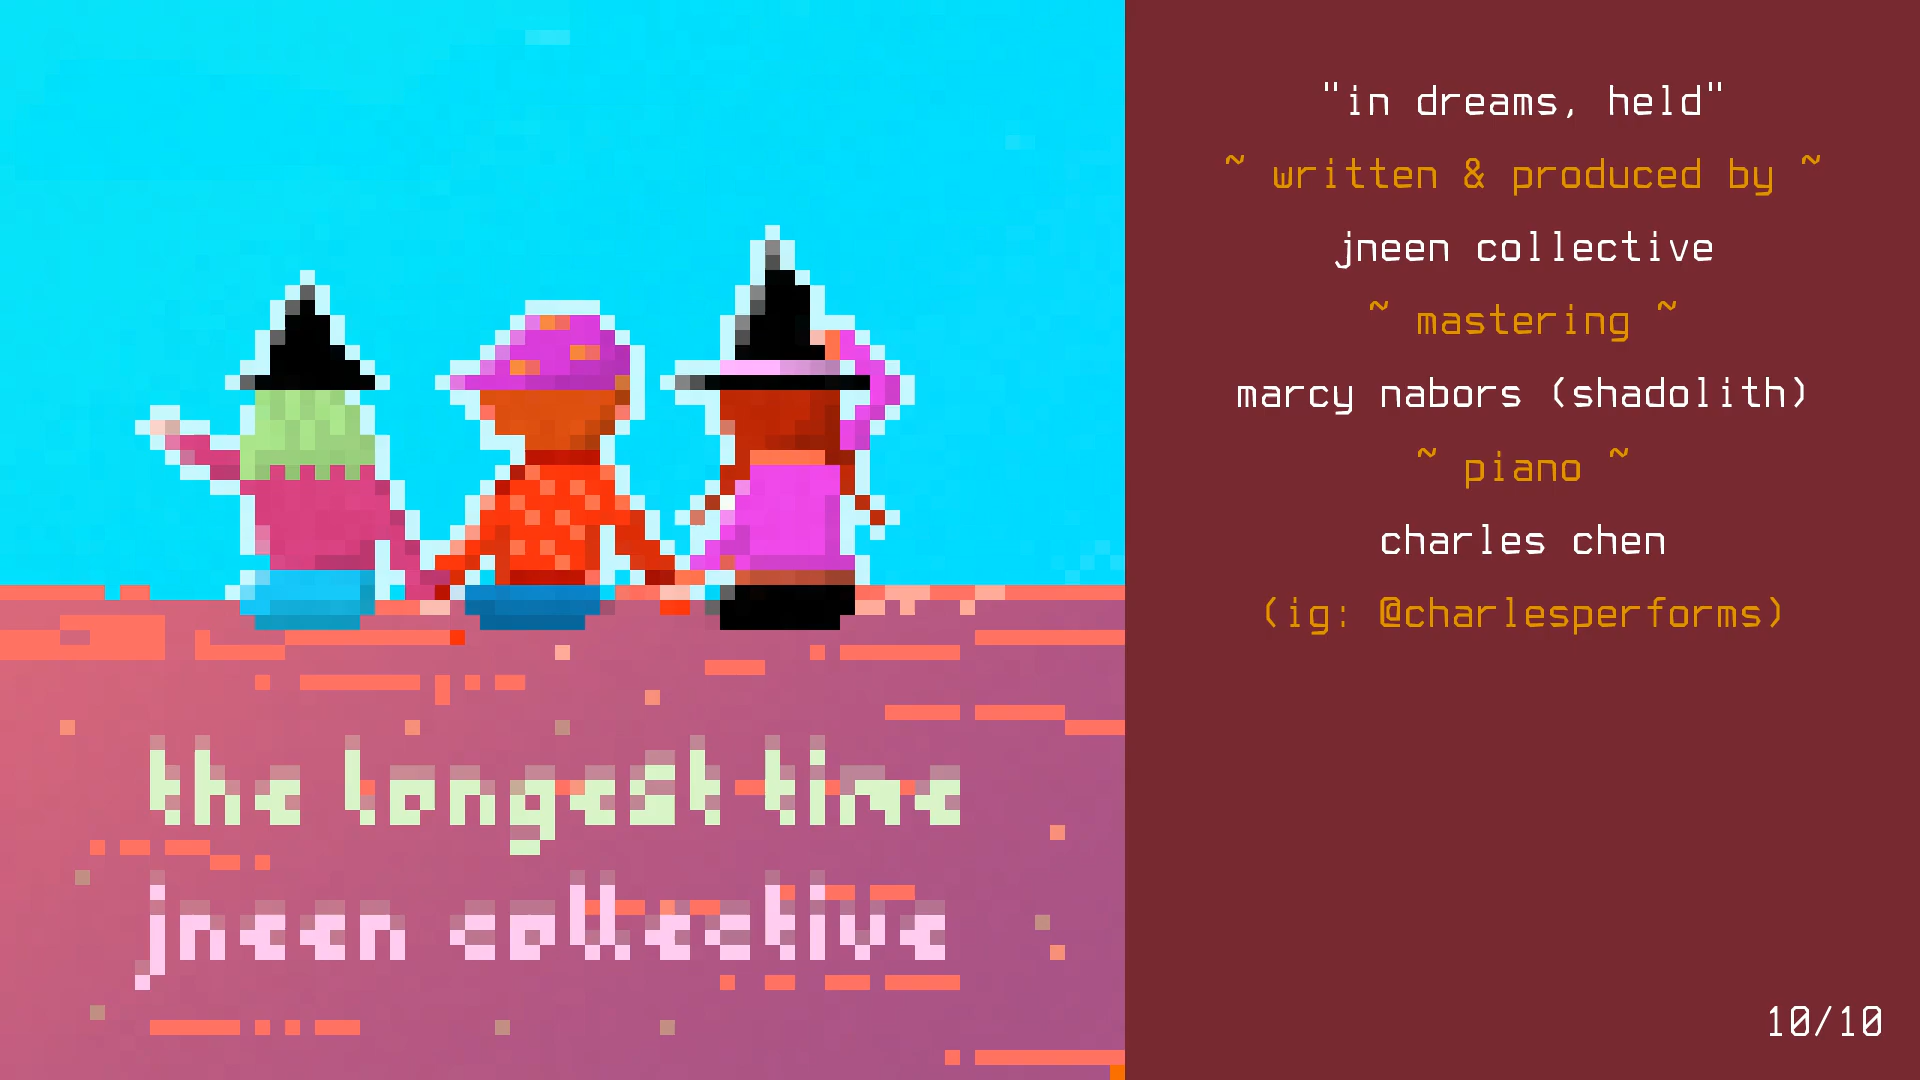 the longest time
jneen collective
"in dreams, held"
~ written & produced by ~
jneen collective
~ mastering ~
marcy nabors (shadolith)
~ piano ~
charles chen
(ig: @charlesperforms)
10/10